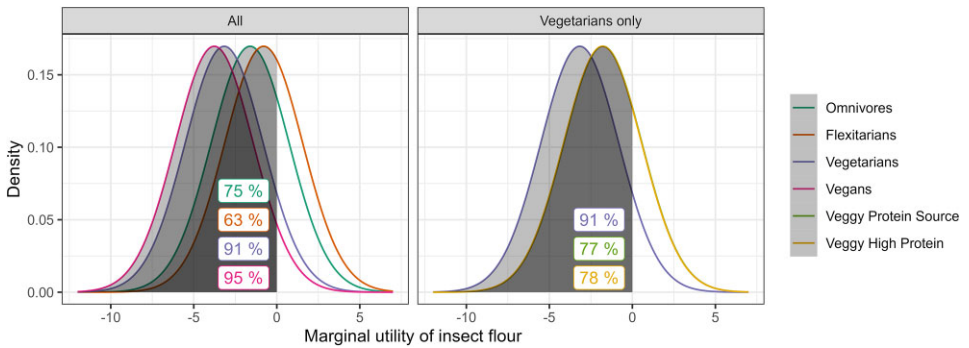 All
Vegetarians only
Density
0.15
0.10
0.05
0.00
75 %
63 %
91 %
95 %
91 %
77 %
78 %
-10
-5
0
5
-10
-5
0
5
Marginal utility of insect flour
Omnivores
Flexitarians
Vegetarians
Vegans
Veggy Protein Source
Veggy High Protein